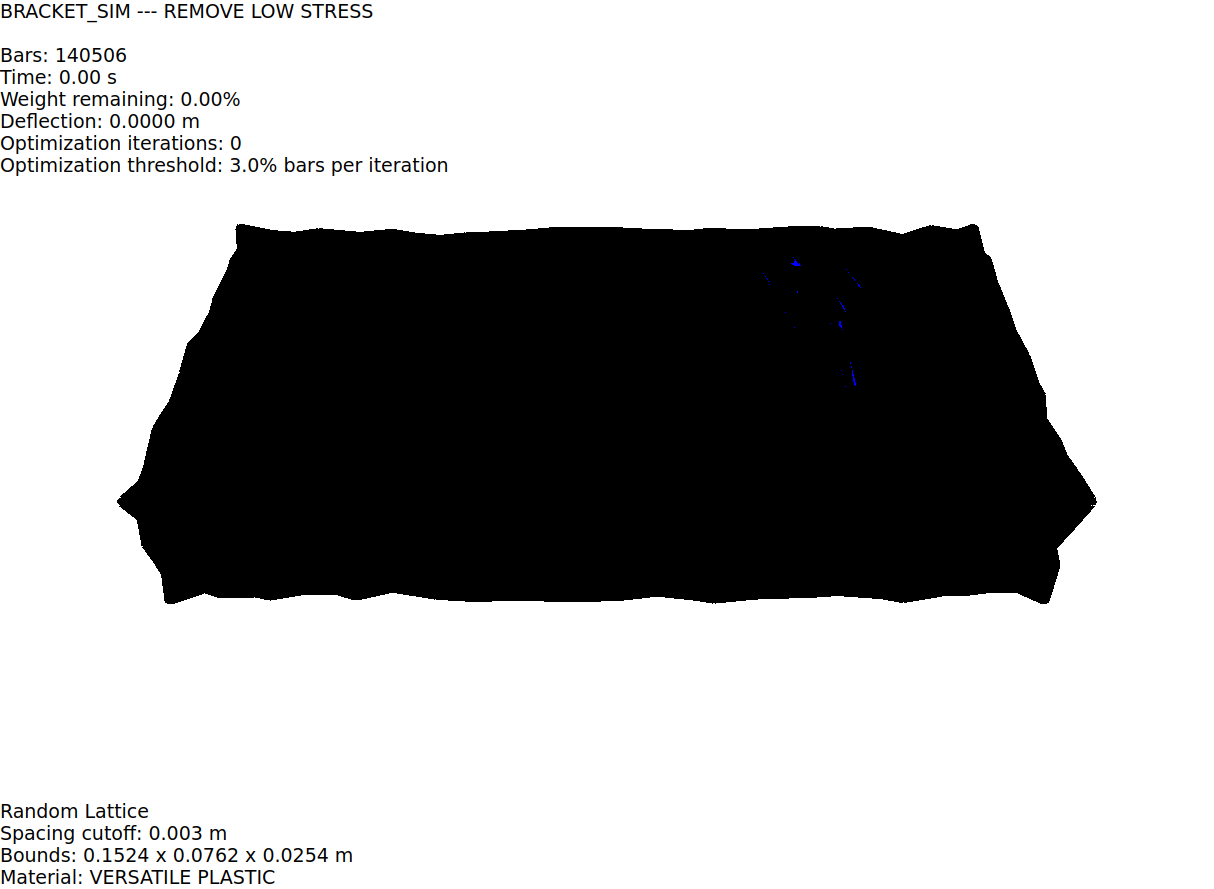 BRACKET_SIM --- REMOVE LOW STRESS
Bars: 140506
Time: 0.00 s
Weight remaining: 0.00%
Deflection: 0.0000 m
Optimization iterations: 0
Optimization threshold: 3.0% bars per iteration
Random Lattice
Spacing cutoff: 0.003 m
Bounds: 0.1524 x 0.0762 x 0.0254 m
Material: VERSATILE PLASTIC